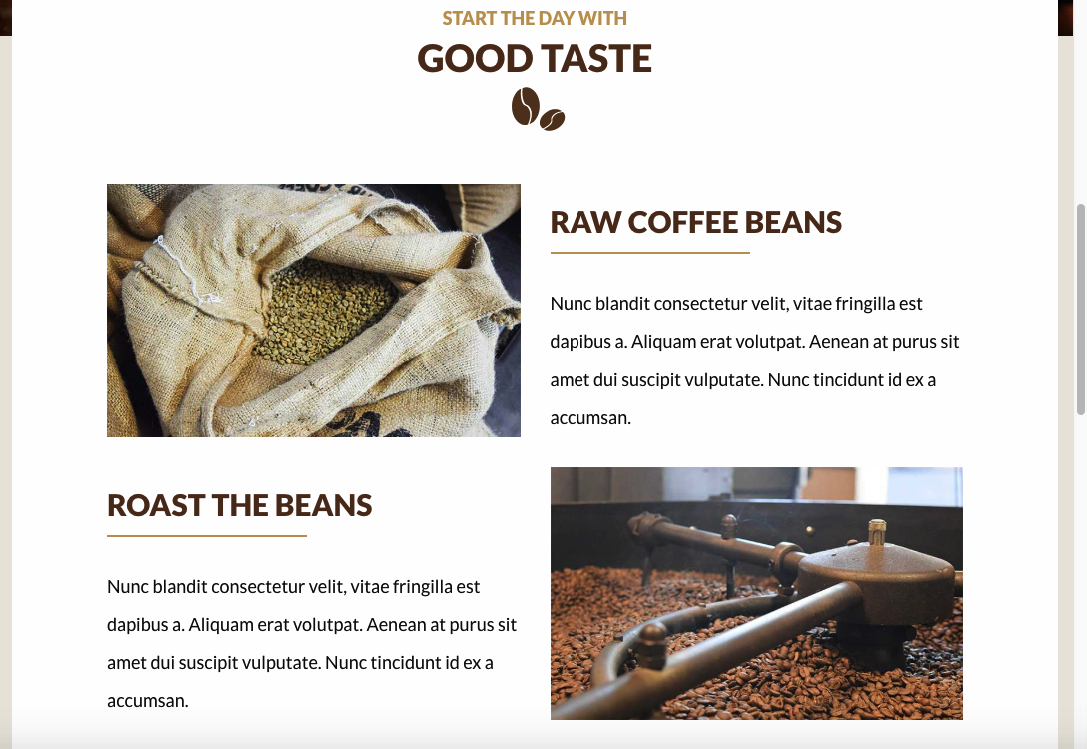 START THE DAY WITH
GOOD TASTE
RAW COFFEE BEANS
Nunc blandit consectetur velit, vitae fringilla est
dapibus a. Aliquam erat volutpat. Aenean at purus sit
amet dui suscipit vulputate. Nunc tincidunt id ex a
accumsan.
ROAST THE BEANS
Nunc blandit consectetur velit, vitae fringilla est
dapibus a. Aliquam erat volutpat. Aenean at purus sit
amet dui suscipit vulputate. Nunc tincidunt id ex a
accumsan.